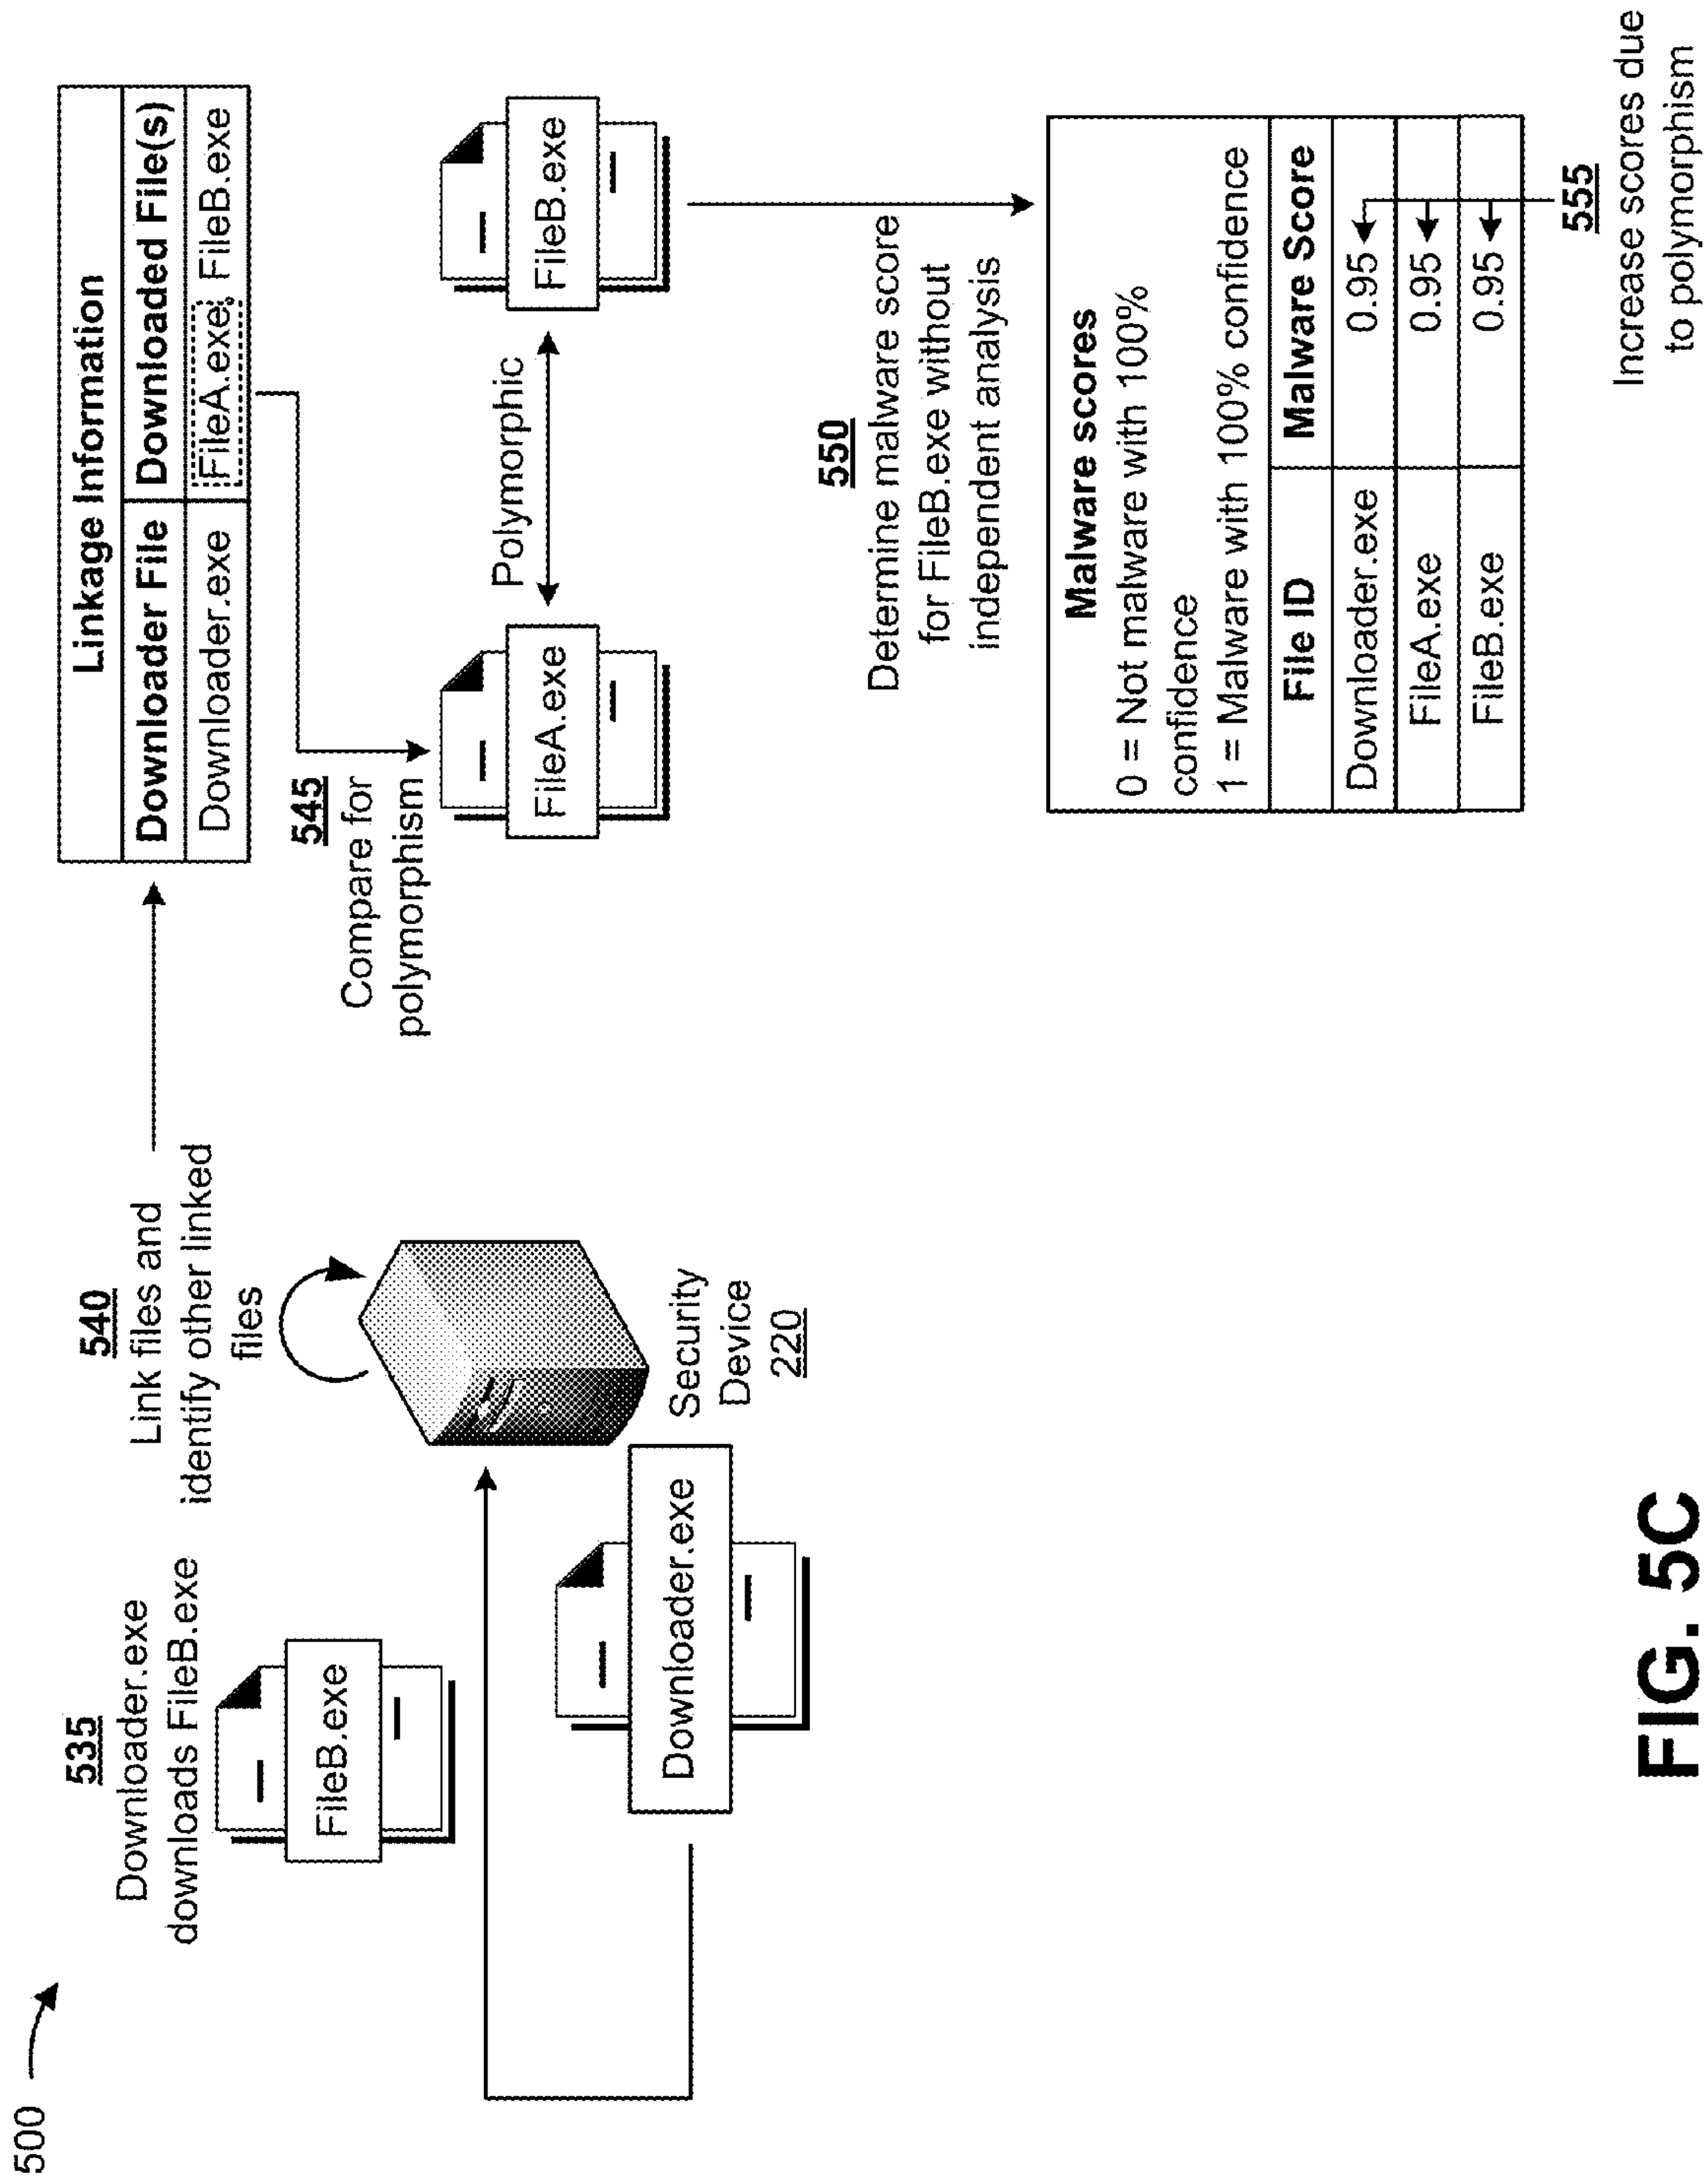 500
535
Downloader.exe
downloads FileB.exe
FileB.exe
Downloader.exe
540
Link files and
identify other linked
files
Security
Device
220
Linkage Information
Downloader File Downloaded File(s)
Downloader.exe FileA.exe, FileB.exe
545
Compare for
polymorphism
FileA.exe
Polymorphic
FileB.exe
550
Determine malware score
for FileB.exe without
independent analysis
Malware scores
0 = Not malware with 100%
confidence
1 = Malware with 100% confidence
File ID Malware Score
Downloader.exe 0.95
FileA.exe 0.95
FileB.exe 0.95
555
Increase scores due
to polymorphism
FIG. 5C